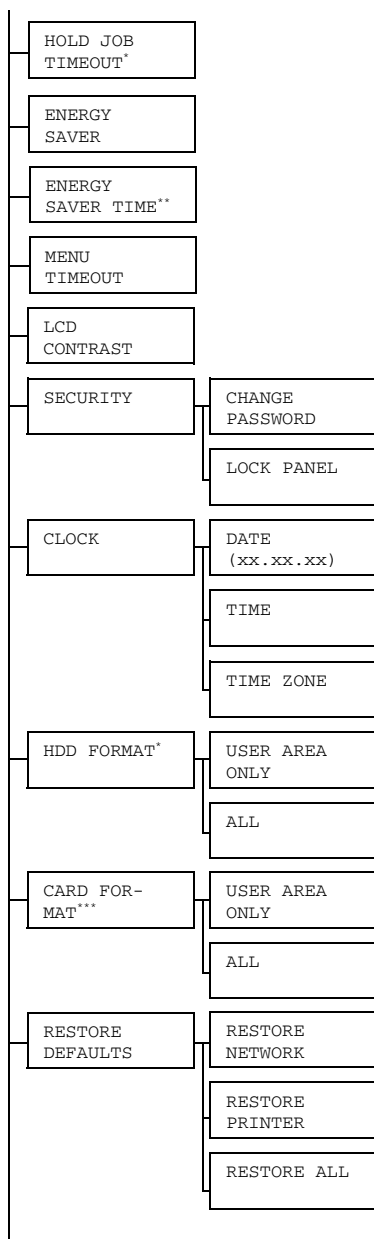 HOLD JOB
TIMEOUT*
ENERGY
SAVER
ENERGY
SAVER TIME**
MENU
TIMEOUT
LCD
CONTRAST
SECURITY
CHANGE
PASSWORD
LOCK PANEL
CLOCK
DATE
(xx.xx.xx)
TIME
TIME ZONE
HDD FORMAT*
USER AREA
ONLY
ALL
CARD FOR-
MAT***
USER AREA
ONLY
ALL
RESTORE
DEFAULTS
RESTORE
NETWORK
RESTORE
PRINTER
RESTORE ALL